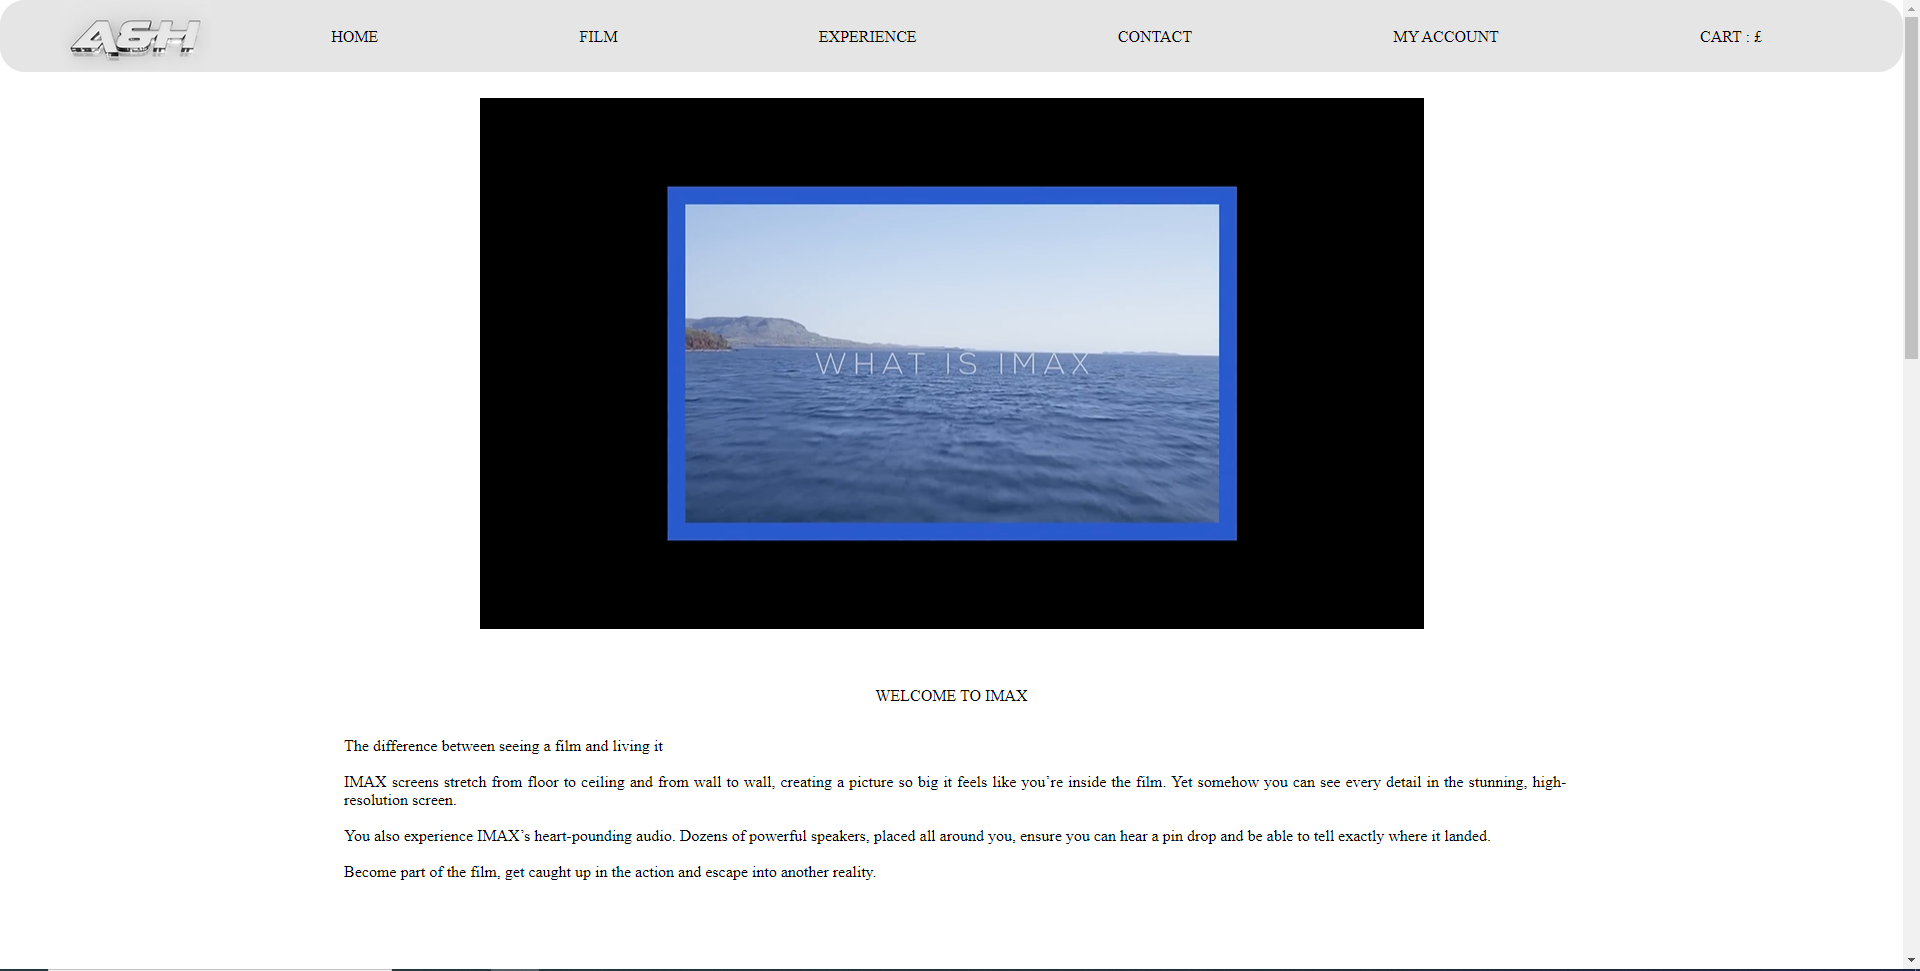 A&H
HOME
FILM
EXPERIENCE
CONTACT
MY ACCOUNT
CART : £
WHAT IS IMAX
WELCOME TO IMAX
The difference between seeing a film and living it
IMAX screens stretch from floor to ceiling and from wall to wall, creating a picture so big it feels like you’re inside the film. Yet somehow you can see every detail in the stunning, high-
resolution screen.
You also experience IMAX’s heart-pounding audio. Dozens of powerful speakers, placed all around you, ensure you can hear a pin drop and be able to tell exactly where it landed.
Become part of the film, get caught up in the action and escape into another reality.